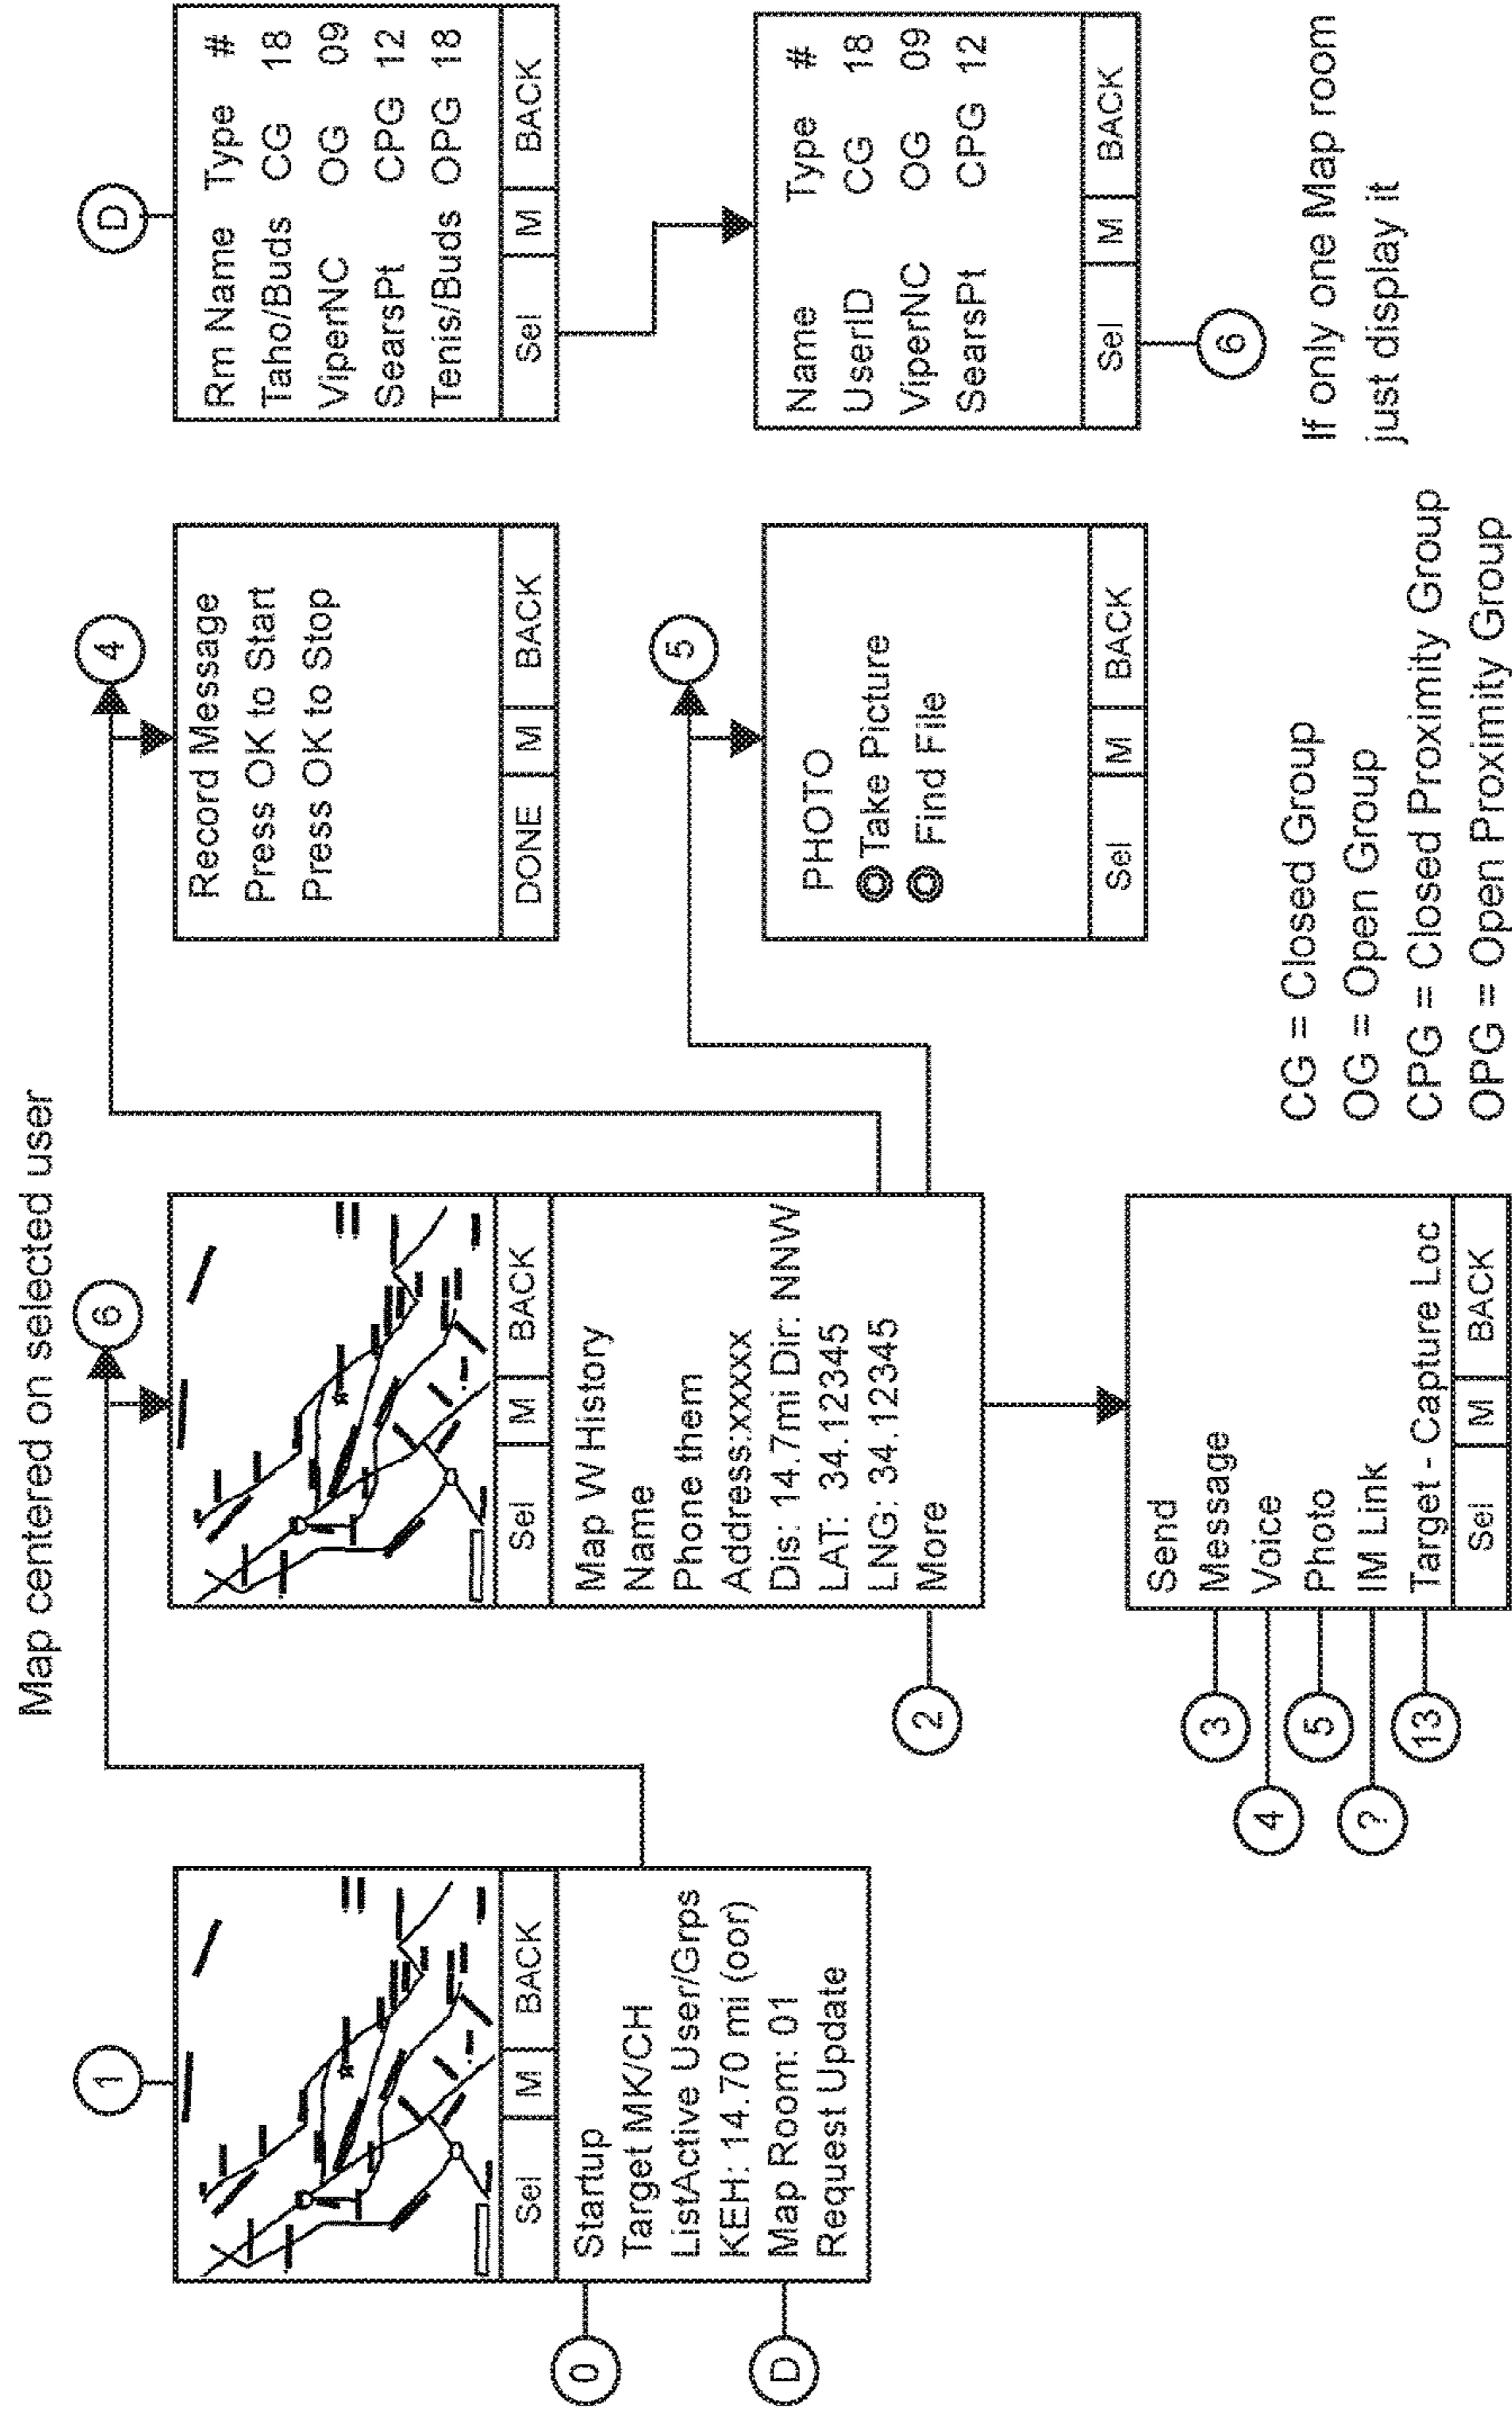 Map centered on selected user
1
Sel M BACK
Startup
Target MK/CH
ListActive User/Grps
KEH: 14.70 mi (oor)
Map Room: 01
Request Update
0
D
6
Sel M BACK
Map W History
Name
Phone them
Address:xxxxx
Dis: 14.7mi Dir: NNW
LAT: 34.12345
LNG: 34.12345
More
2
Send
Message
Voice
Photo
IM Link
Target - Capture Loc
Sel M BACK
3
4
5
?
13
4
Record Message
Press OK to Start
Press OK to Stop
DONE M BACK
5
PHOTO
Take Picture
Find File
Sel M BACK
CG = Closed Group
OG = Open Group
CPG = Closed Proximity Group
OPG = Open Proximity Group
D
Rm Name Type #
Taho/Buds CG 18
ViperNC OG 09
SearsPt CPG 12
Tenis/Buds OPG 18
Sel M BACK
Name Type #
UserID CG 18
ViperNC OG 09
SearsPt CPG 12
Sel M BACK
6
If only one Map room
just display it